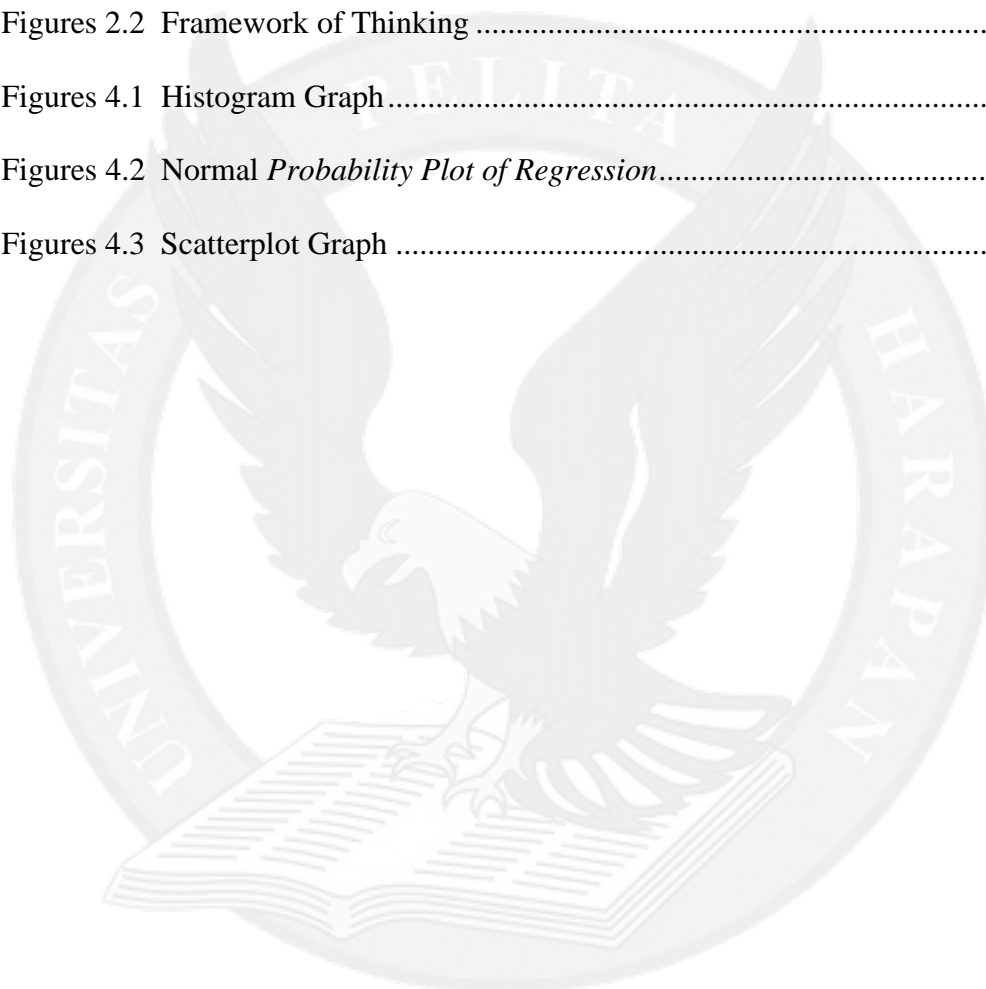 Figures 2.2 Framework of Thinking ................................................................
Figures 4.1 Histogram Graph...........................................................................
Figures 4.2 Normal Probability Plot of Regression.........................................
Figures 4.3 Scatterplot Graph ..........................................................................
UNIVERSITAS PELITA HARAPAN